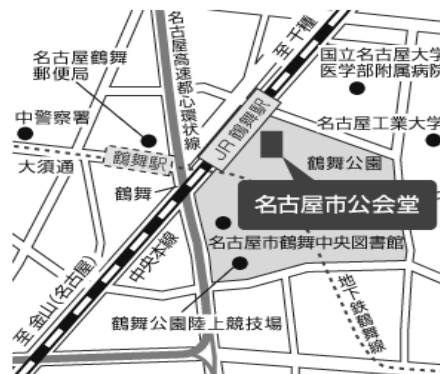 至千種
名古屋鶴舞
郵便局
名古屋高速都心環状線
国立名古屋大学
医学部附属病院
中警察署
JR 鶴舞駅
名古屋工業大学
大須通
鶴舞駅
鶴舞公園
鶴舞
名古屋市公会堂
中央本線
名古屋市鶴舞中央図書館
至金山(名古屋)
地下鉄鶴舞線
鶴舞公園陸上競技場